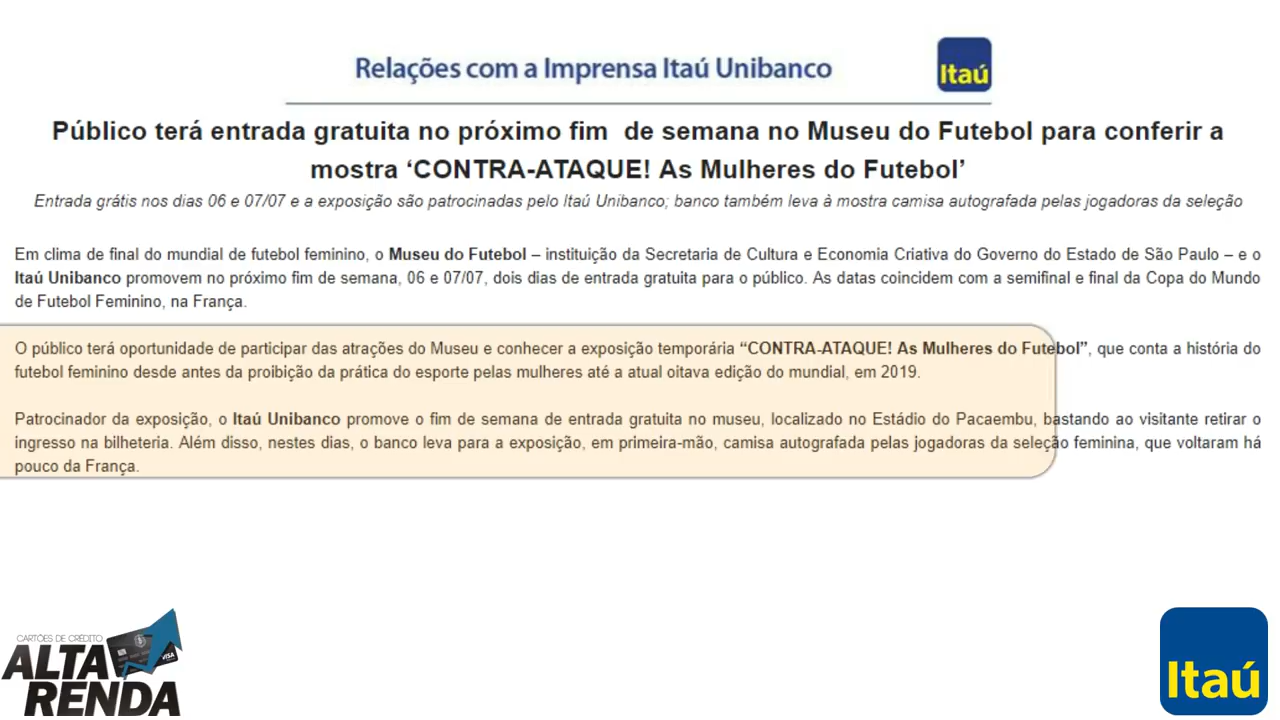 Relações com a Imprensa Itaú Unibanco
Itaú
Público terá entrada gratuita no próximo fim de semana no Museu do Futebol para conferir a
mostra ‘CONTRA-ATAQUE! As Mulheres do Futebol’
Entrada grátis nos dias 06 e 07/07 e a exposição são patrocinadas pelo Itaú Unibanco; banco também leva à mostra camisa autografada pelas jogadoras da seleção
Em clima de final do mundial de futebol feminino, o Museu do Futebol – instituição da Secretaria de Cultura e Economia Criativa do Governo do Estado de São Paulo – e o
Itaú Unibanco promovem no próximo fim de semana, 06 e 07/07, dois dias de entrada gratuita para o público. As datas coincidem com a semifinal e final da Copa do Mundo
de Futebol Feminino, na França.
O público terá oportunidade de participar das atrações do Museu e conhecer a exposição temporária “CONTRA-ATAQUE! As Mulheres do Futebol”, que conta a história do
futebol feminino desde antes da proibição da prática do esporte pelas mulheres até a atual oitava edição do mundial, em 2019.
Patrocinador da exposição, o Itaú Unibanco promove o fim de semana de entrada gratuita no museu, localizado no Estádio do Pacaembu, bastando ao visitante retirar o
ingresso na bilheteria. Além disso, nestes dias, o banco leva para a exposição, em primeira-mão, camisa autografada pelas jogadoras da seleção feminina, que voltaram há
pouco da França.
CARTÕES DE CRÉDITO
ALTA
RENDA
VISA
Itaú